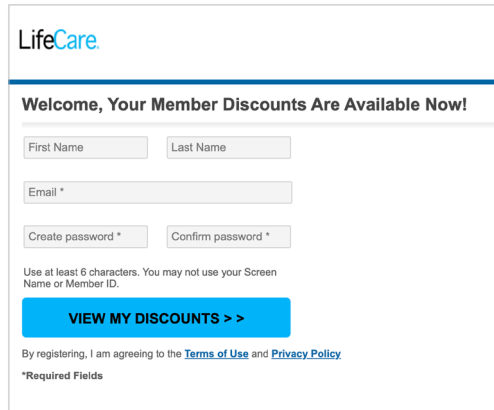 LifeCare.
Welcome, Your Member Discounts Are Available Now!
First Name Last Name
Email *
Create password * Confirm password *
Use at least 6 characters. You may not use your Screen
Name or Member ID.
VIEW MY DISCOUNTS > >
By registering, I am agreeing to the Terms of Use and Privacy Policy
*Required Fields